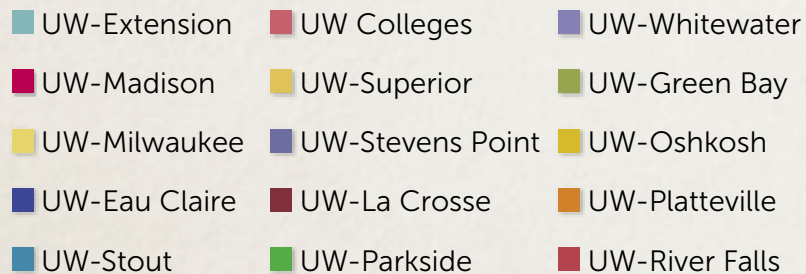 UW-Extension UW Colleges UW-Whitewater
UW-Madison UW-Superior UW-Green Bay
UW-Milwaukee UW-Stevens Point UW-Oshkosh
UW-Eau Claire UW-La Crosse UW-Platteville
UW-Stout UW-Parkside UW-River Falls